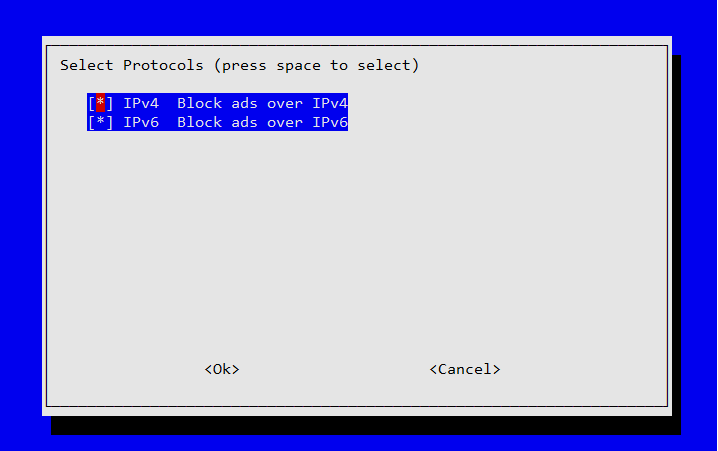 Select Protocols (press space to select)
[*] IPv4  Block ads over IPv4
[*] IPv6  Block ads over IPv6
<Ok> <Cancel>